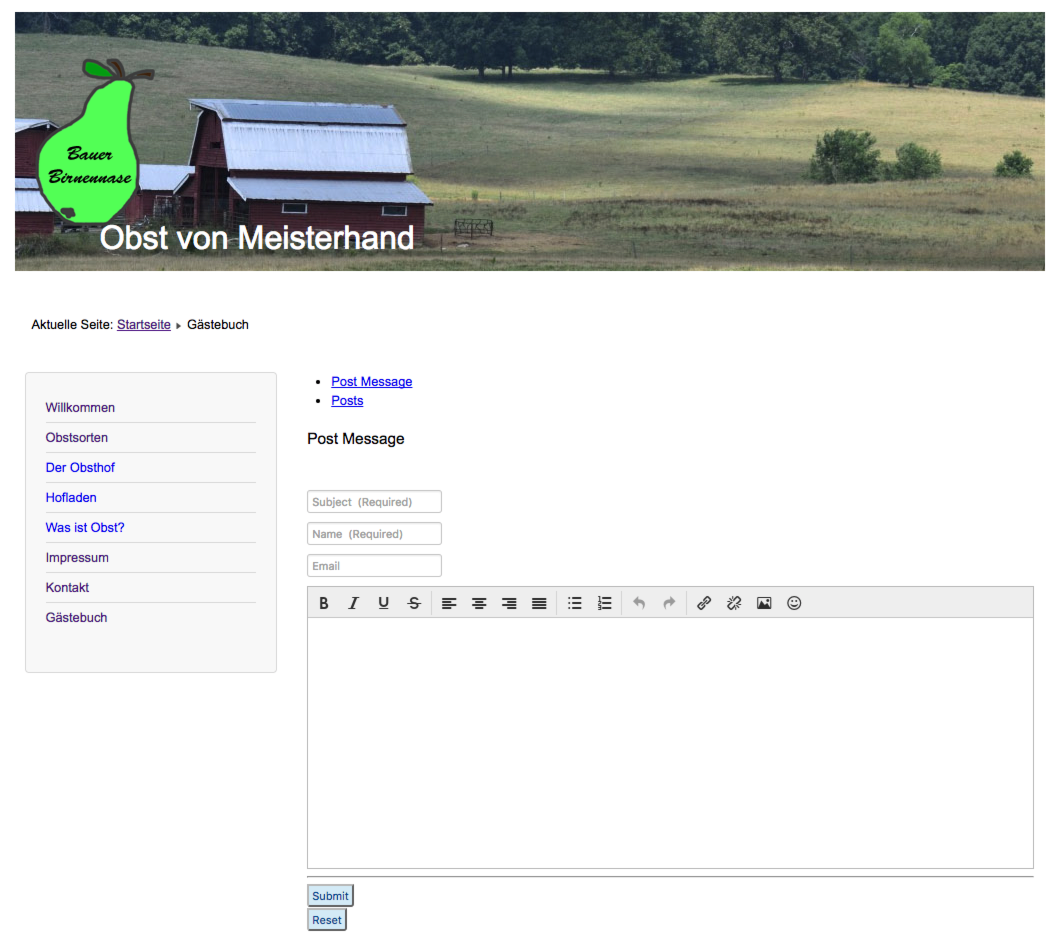 Bauer
Birnennase
Obst von Meisterhand
Aktuelle Seite: Startseite Gästebuch
Willkommen
Obstsorten
Der Obsthof
Hofladen
Was ist Obst?
Impressum
Kontakt
Gästebuch
Post Message
Posts
Post Message
Subject (Required)
Name (Required)
Email
Submit
Reset